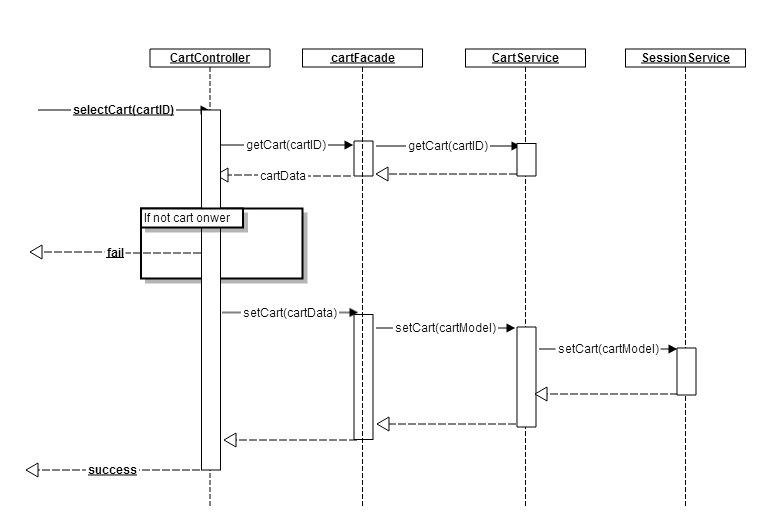 CartController
cartFacade
CartService
SessionService
selectCart(cartID)
getCart(cartID)
getCart(cartID)
cartData
If not cart onwer
fail
setCart(cartData)
setCart(cartModel)
setCart(cartModel)
success